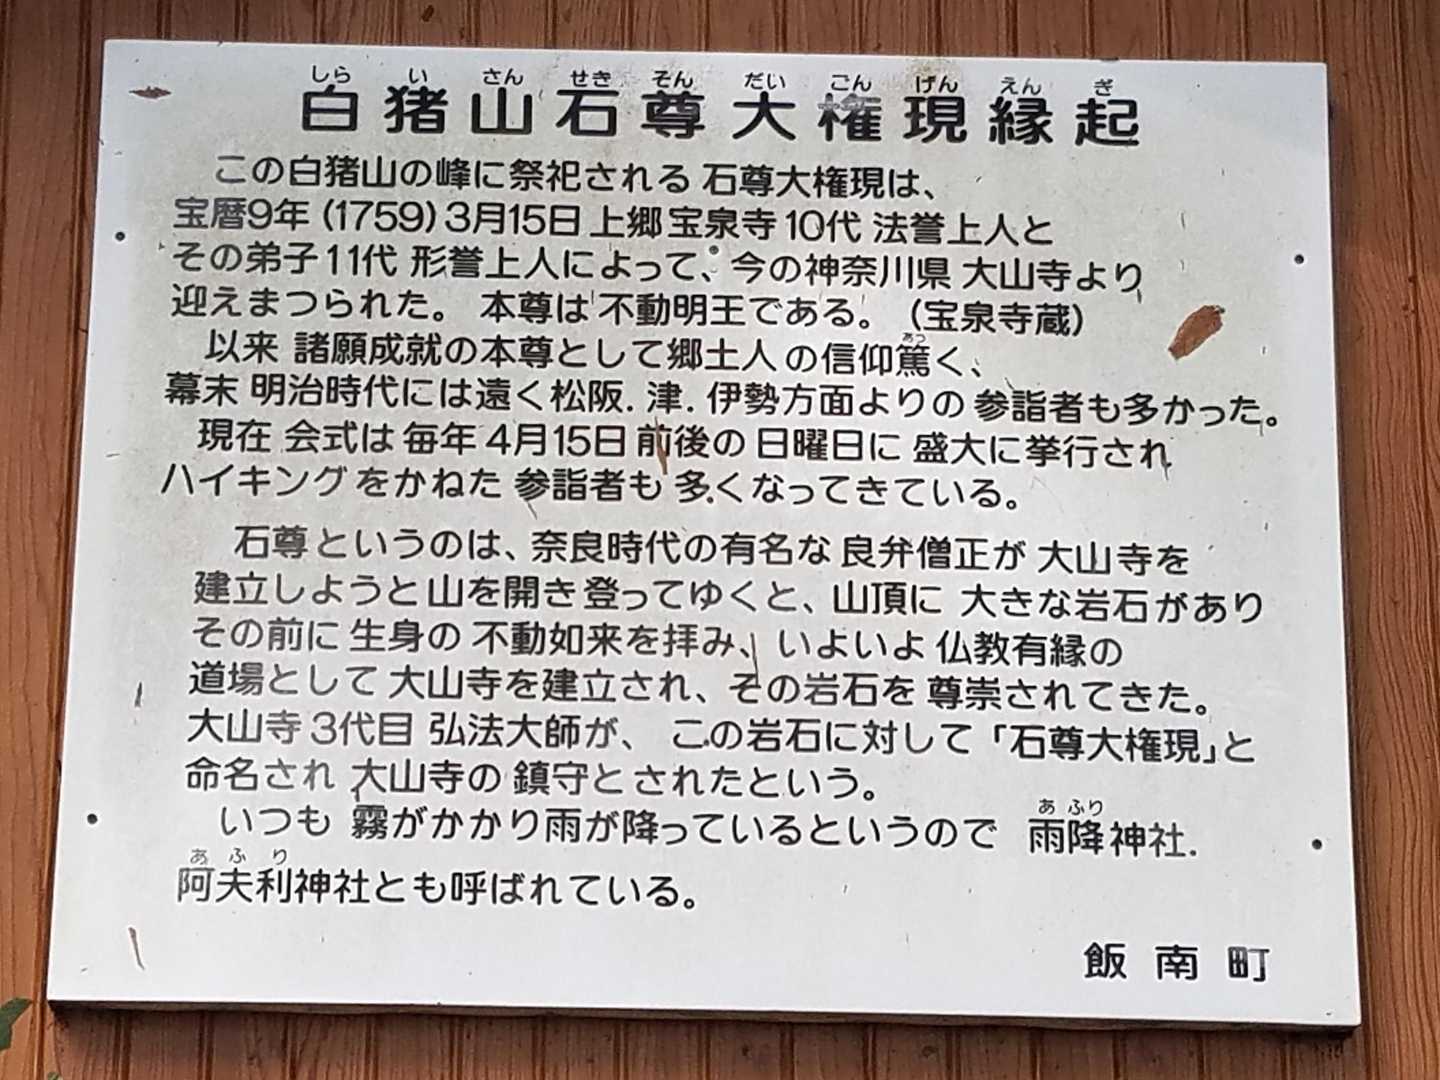 しら い さん せき そん だい ごん げん えん ぎ
白猪山石尊大権現縁起
この白猪山の峰に祭祀される 石尊大権現は、
宝暦9年(1759)3月15日 上郷 宝泉寺 10代 法誉上人と
その弟子 11代 形誉上人によって、今の神奈川県 大山寺より
迎えまつられた。 本尊は 不動明王である。 (宝泉寺蔵)
以来 諸願成就の本尊として郷土人の信仰篤く、
あつ
幕末 明治時代には遠く松阪.津.伊勢方面よりの 参詣者も多かった。
現在 会式は 毎年4月15日前後の 日曜日に 盛大に挙行され
ハイキングをかねた 参詣者も 多くなってきている。
石尊というのは、奈良時代の有名な 良弁僧正が 大山寺を
建立しようと山を開き登ってゆくと、山頂に 大きな岩石があり
その前に 生身の 不動如来を拝み、いよいよ 仏教有縁の
道場として 大山寺を建立され、その岩石を 尊崇されてきた。
大山寺3代目 弘法大師が、 この岩石に対して「石尊大権現」と
命名され 大山寺の 鎮守とされたという。
いつも 霧がかかり雨が降っているというので 雨降神社.
あ ふり
あ ふ り
阿夫利神社とも呼ばれている。
飯南町